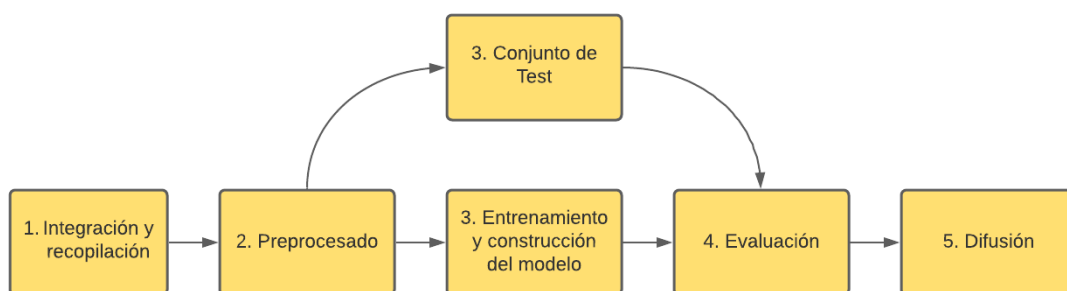 3. Conjunto de
Test
1. Integración y
recopilación
2. Preprocesado
3. Entrenamiento
y construcción
del modelo
4. Evaluación
5. Difusión